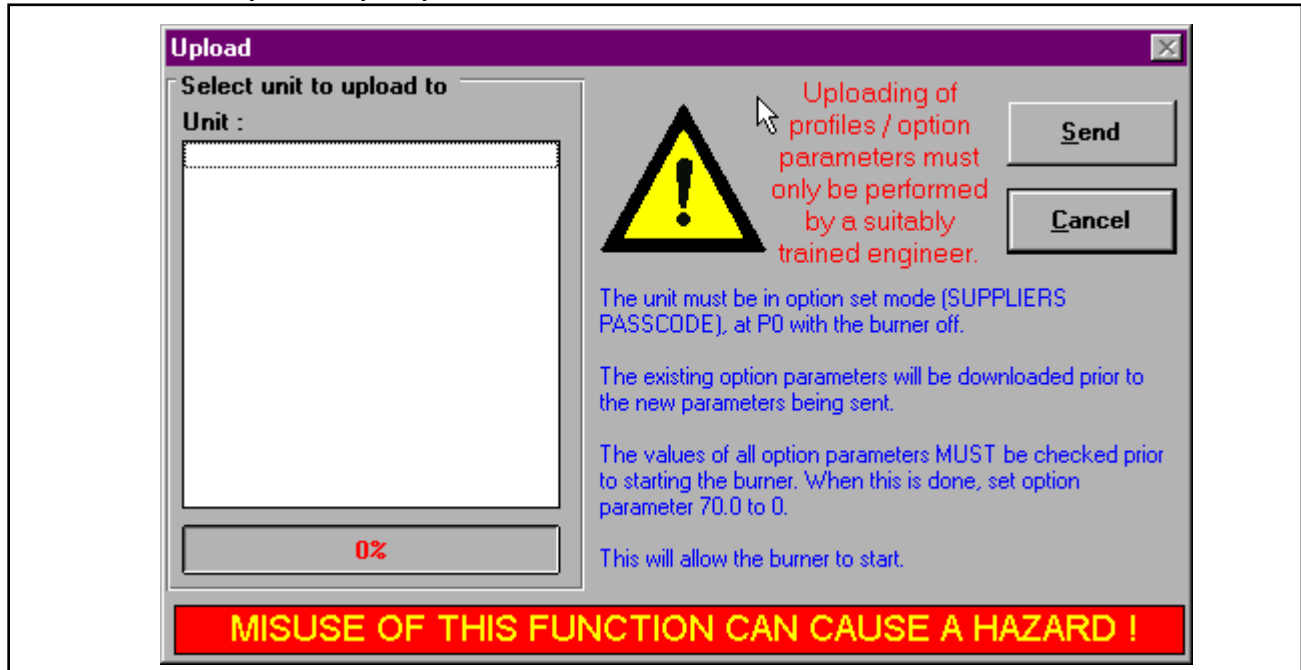 Upload
Select unit to upload to
Unit :
0%
Uploading of
profiles / option
parameters must
only be performed
by a suitably
trained engineer.
Send
Cancel
The unit must be in option set mode (SUPPLIERS
PASSCODE), at P0 with the burner off.
The existing option parameters will be downloaded prior to
the new parameters being sent.
The values of all option parameters MUST be checked prior
to starting the burner. When this is done, set option
parameter 70.0 to 0.
This will allow the burner to start.
MISUSE OF THIS FUNCTION CAN CAUSE A HAZARD !